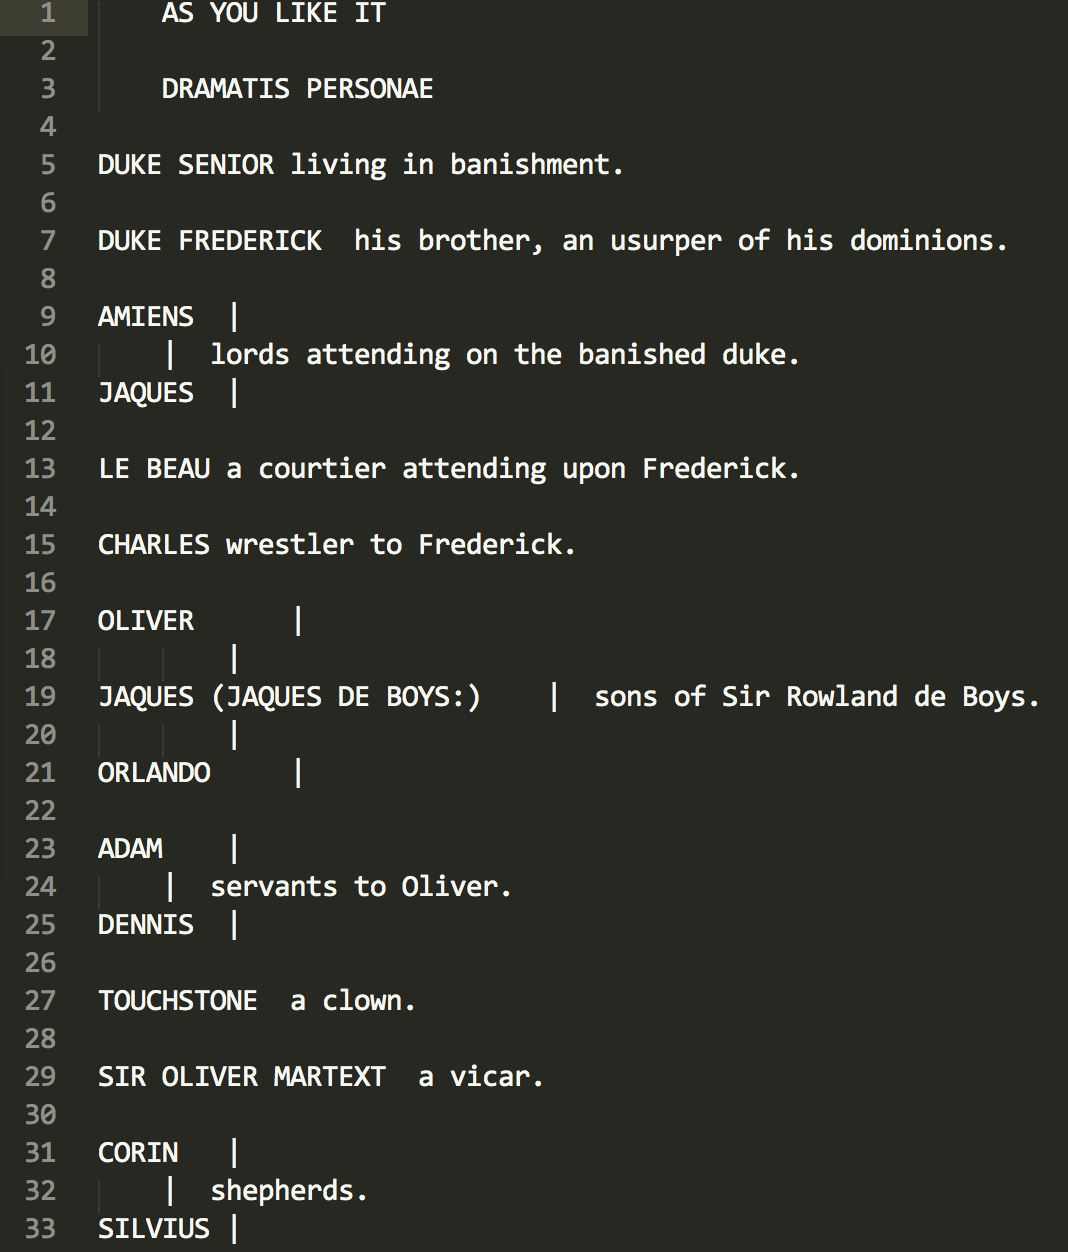 1 AS YOU LIKE IT
2
3 DRAMATIS PERSONAE
4
5 DUKE SENIOR living in banishment.
6
7 DUKE FREDERICK  his brother, an usurper of his dominions.
8
9 AMIENS  |
10     |  lords attending on the banished duke.
11 JAQUES  |
12
13 LE BEAU a courtier attending upon Frederick.
14
15 CHARLES wrestler to Frederick.
16
17 OLIVER      |
18         |
19 JAQUES (JAQUES DE BOYS:)    |  sons of Sir Rowland de Boys.
20         |
21 ORLANDO     |
22
23 ADAM    |
24     |  servants to Oliver.
25 DENNIS  |
26
27 TOUCHSTONE  a clown.
28
29 SIR OLIVER MARTEXT  a vicar.
30
31 CORIN   |
32     |  shepherds.
33 SILVIUS |